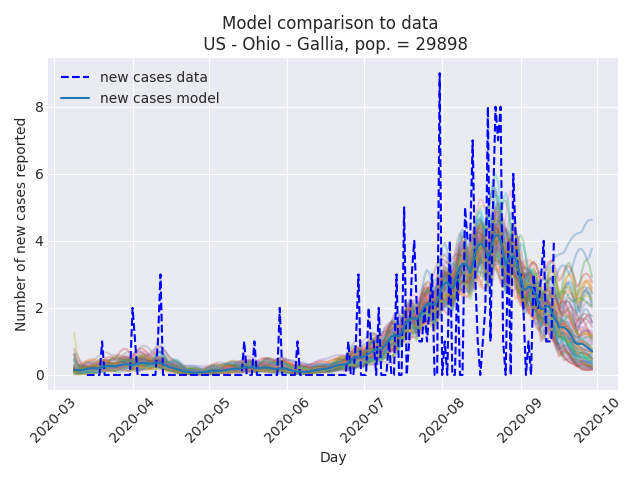 Model comparison to data
US - Ohio - Gallia, pop. = 29898
new cases data
new cases model
Number of new cases reported
8
6
4
2
0
2020-03
2020-04
2020-05
2020-06
2020-07
2020-08
2020-09
2020-10
Day